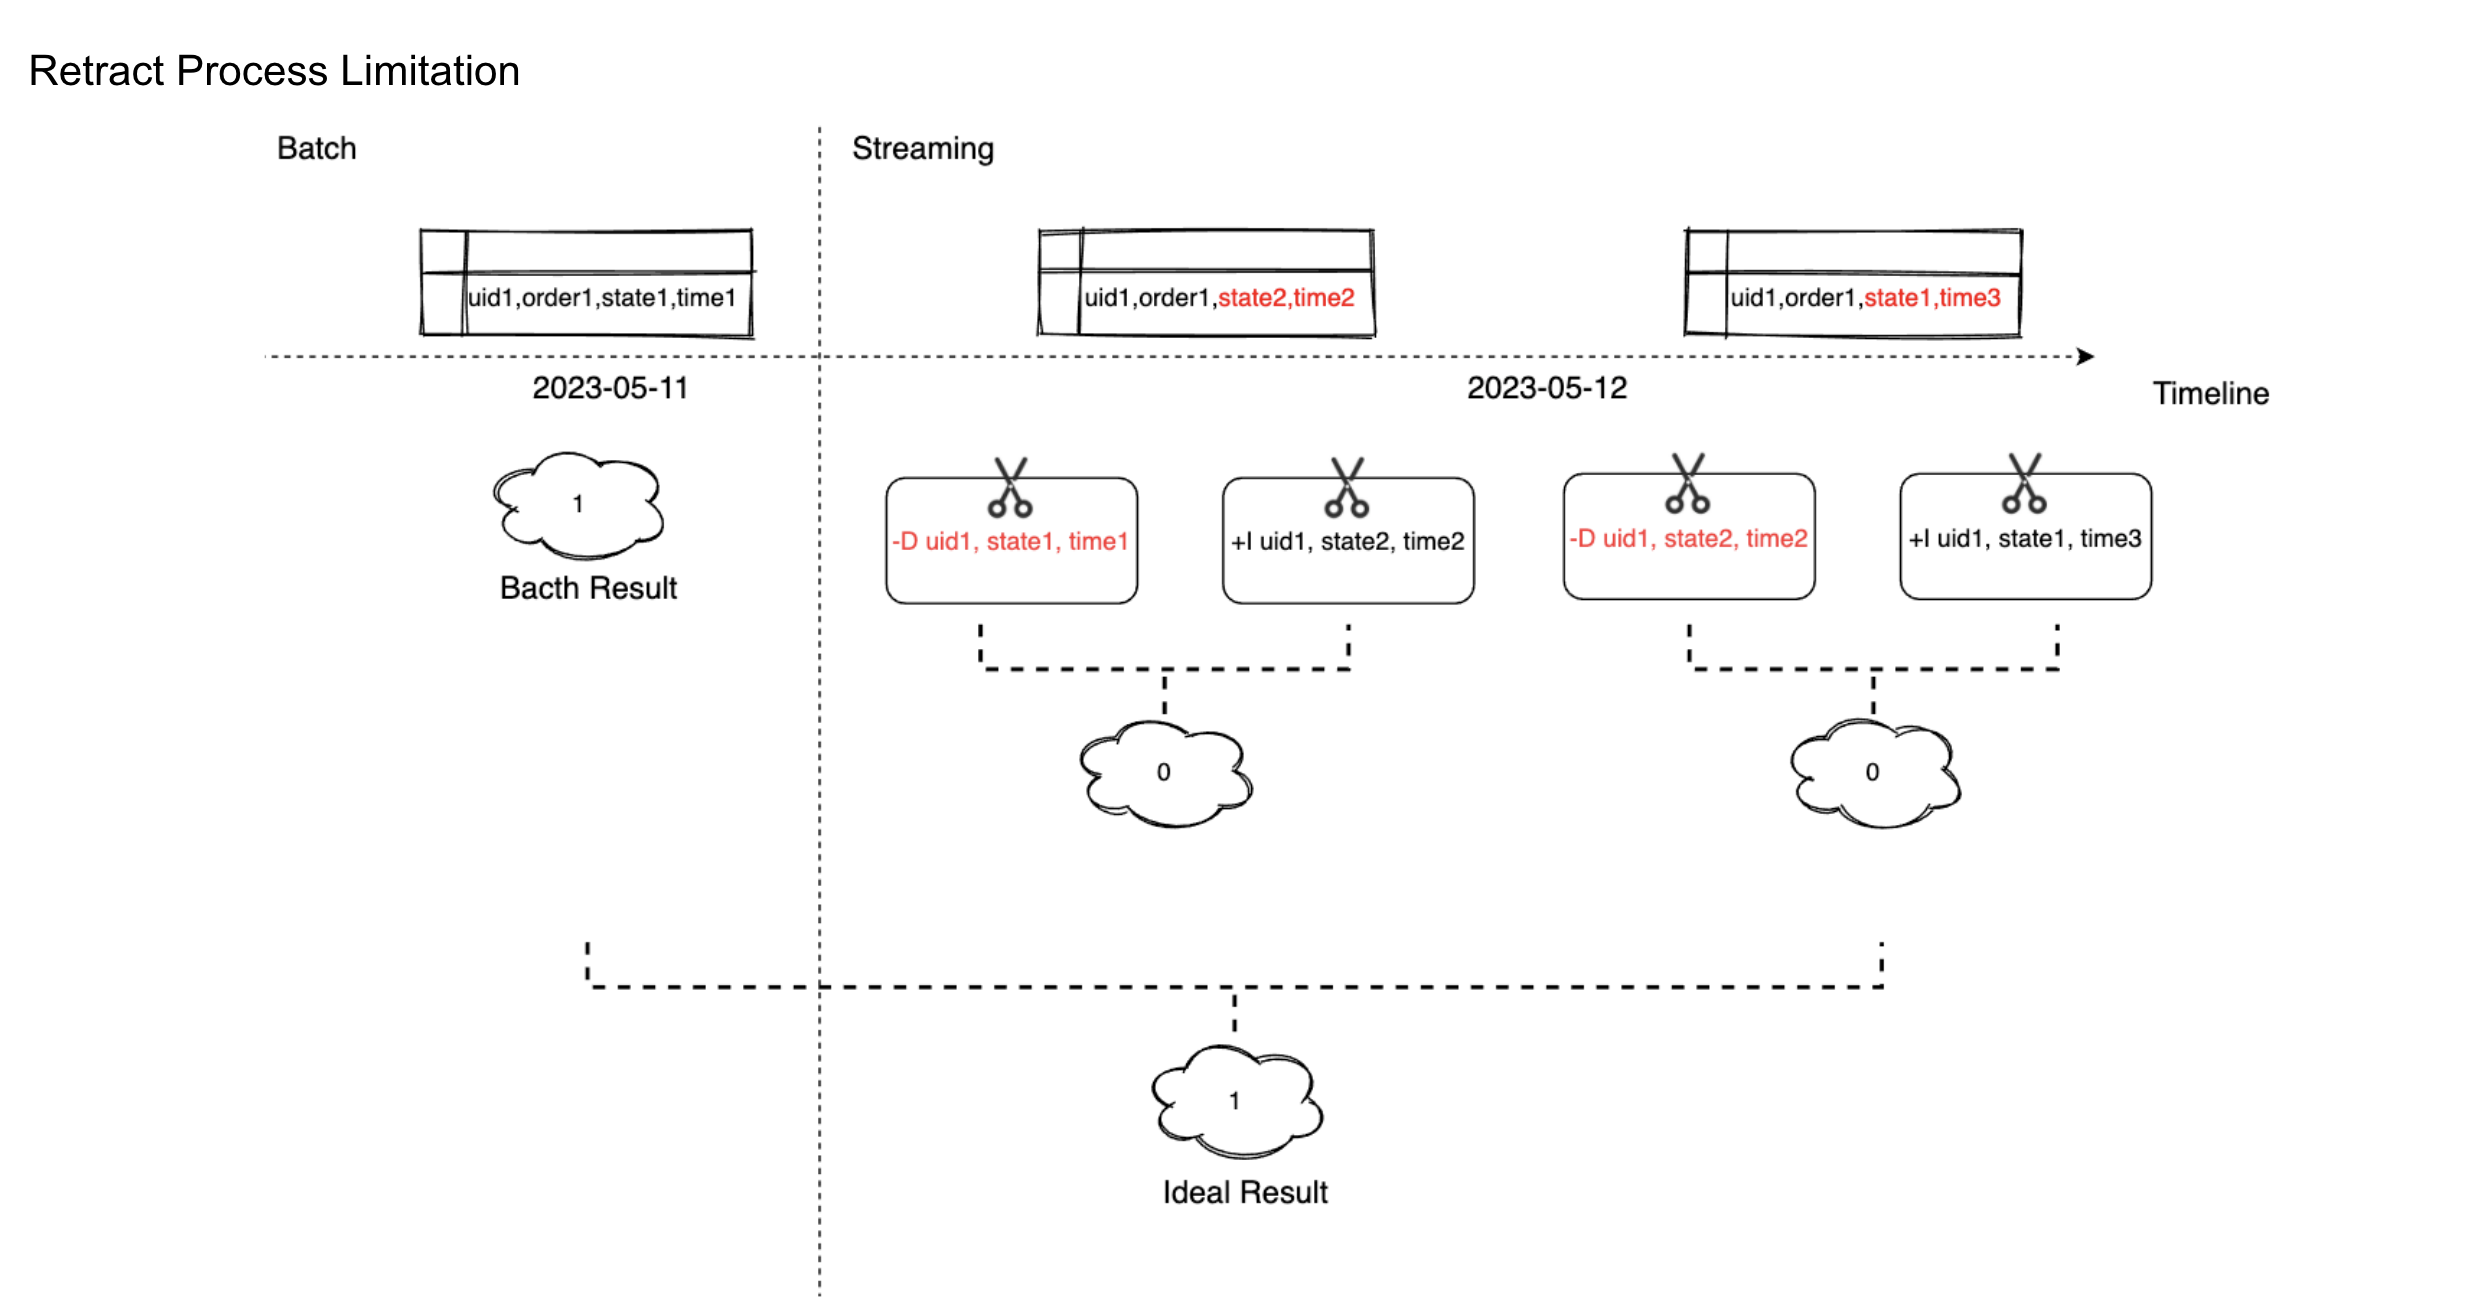 Retract Process Limitation
Batch
Streaming
uid1,order1,state1,time1
uid1,order1,state2,time2
uid1,order1,state1,time3
2023-05-11
2023-05-12
Timeline
1
Bacth Result
-D uid1, state1, time1
+I uid1, state2, time2
-D uid1, state2, time2
+I uid1, state1, time3
0
0
1
Ideal Result